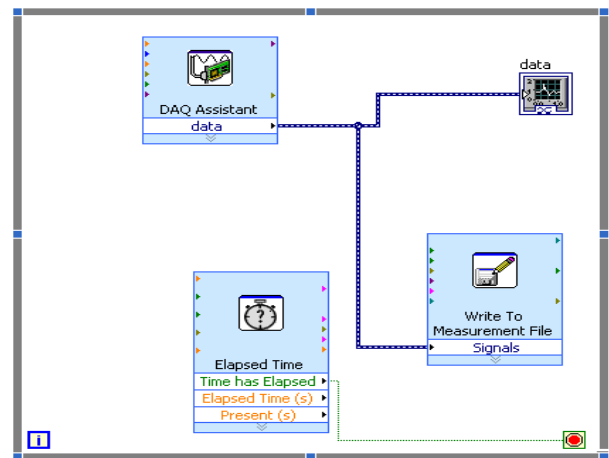 DAQ Assistant
data
data
Write To
Measurement File
Signals
Elapsed Time
Time has Elapsed
Elapsed Time (s)
Present (s)
i